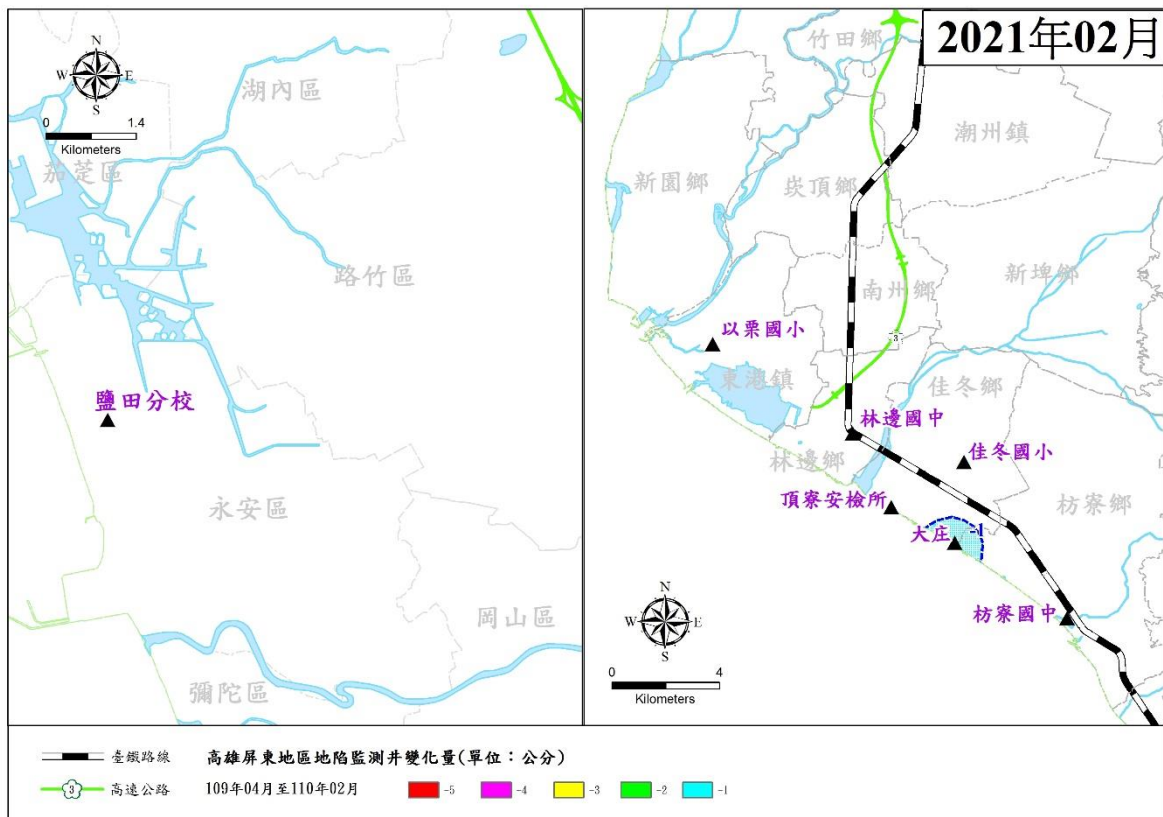 2021年02月
N
W E
S
0 1.4
Kilometers
湖內區
茄萣區
路竹區
鹽田分校
永安區
岡山區
彌陀區
竹田鄉
潮州鎮
新園鄉
崁頂鄉
南州鄉
新埤鄉
以栗國小
3
東港鎮
佳冬鄉
林邊國中
林邊鄉
佳冬國小
頂寮安檢所
枋寮鄉
大庄
-1
枋寮國中
N
W E
S
0 4
Kilometers
臺鐵路線 高雄屏東地區地陷監測井變化量(單位：公分)
3 高速公路 109年04月至110年02月 -5 -4 -3 -2 -1